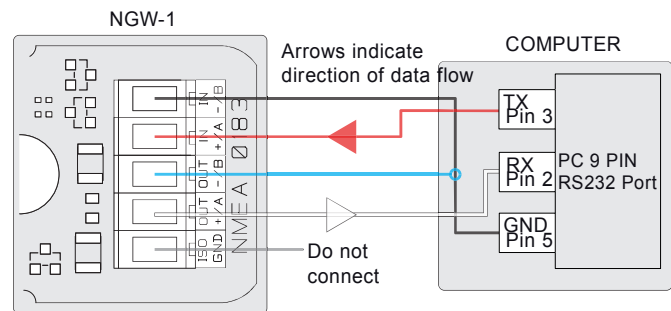 NGW-1
Arrows indicate
direction of data flow
COMPUTER
IN
-/B
IN
+/A
OUT
-/B
OUT
+/A
ISO
GND
NMEA 0183
Do not
connect
TX
Pin 3
RX
Pin 2
GND
Pin 5
PC 9 PIN
RS232 Port